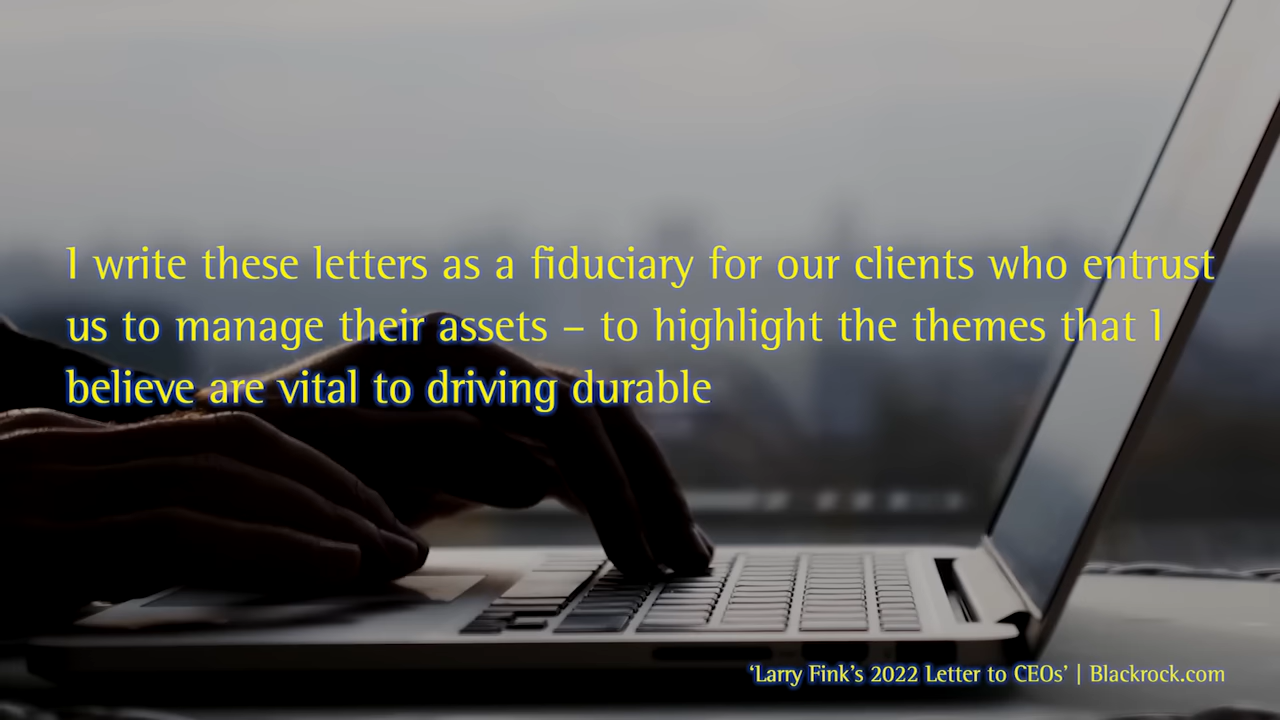 I write these letters as a fiduciary for our clients who entrust
us to manage their assets – to highlight the themes that I
believe are vital to driving durable
‘Larry Fink’s 2022 Letter to CEOs’ | Blackrock.com